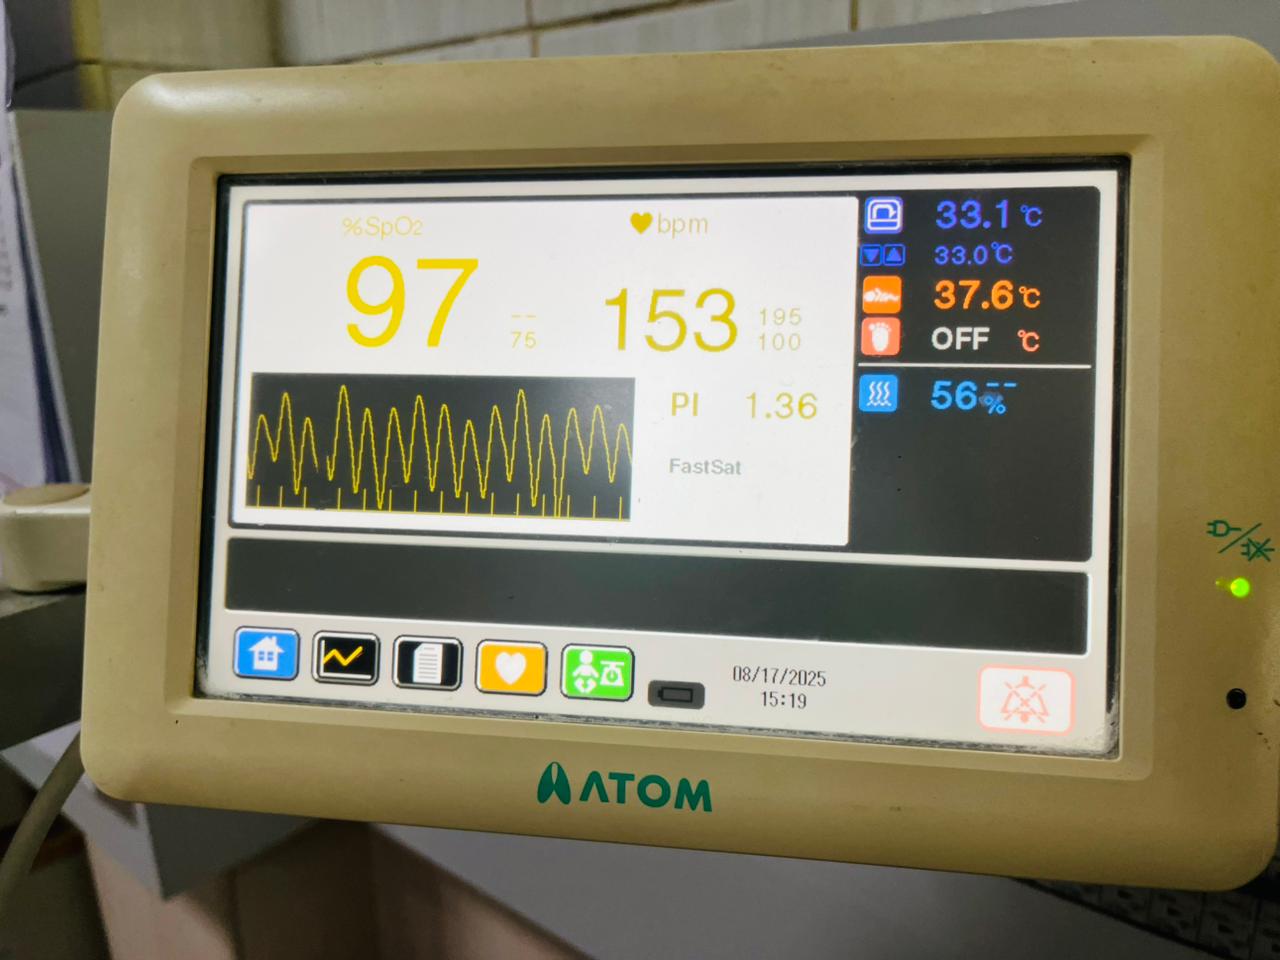 %SpO2
97
--
75
bpm
153
195
100
PI 1.36
FastSat
33.1 ℃
33.0℃
37.6 ℃
OFF ℃
56 -- %
08/17/2025
15:19
ATOM